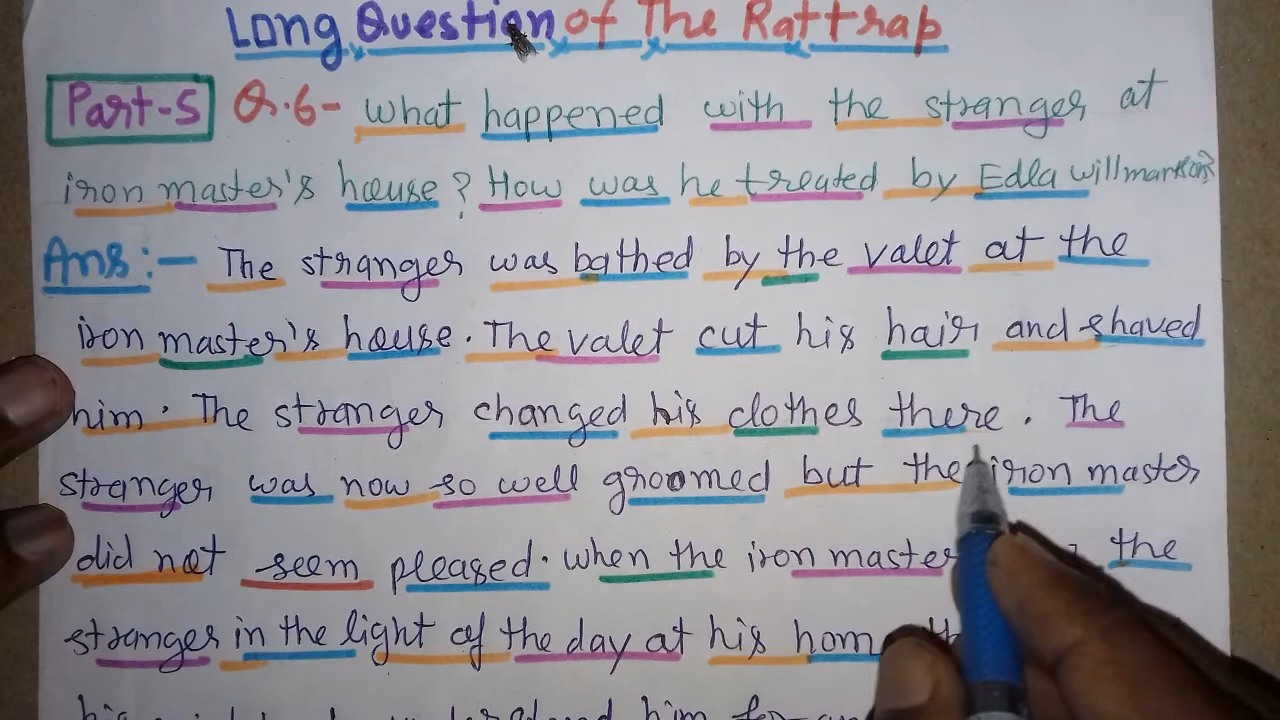 Long Question of The Rattrap
Part-5 Q.6- What happened with the stranger at
iron master's house? How was he treated by Edla willmanson?
Ans:- The stranger was bathed by the valet at the
iron master's house. The valet cut his hair and shaved
him. The stranger changed his clothes there. The
stranger was now so well groomed but the iron master
did not seem pleased. when the iron master the
stranger in the light of the day at his
him